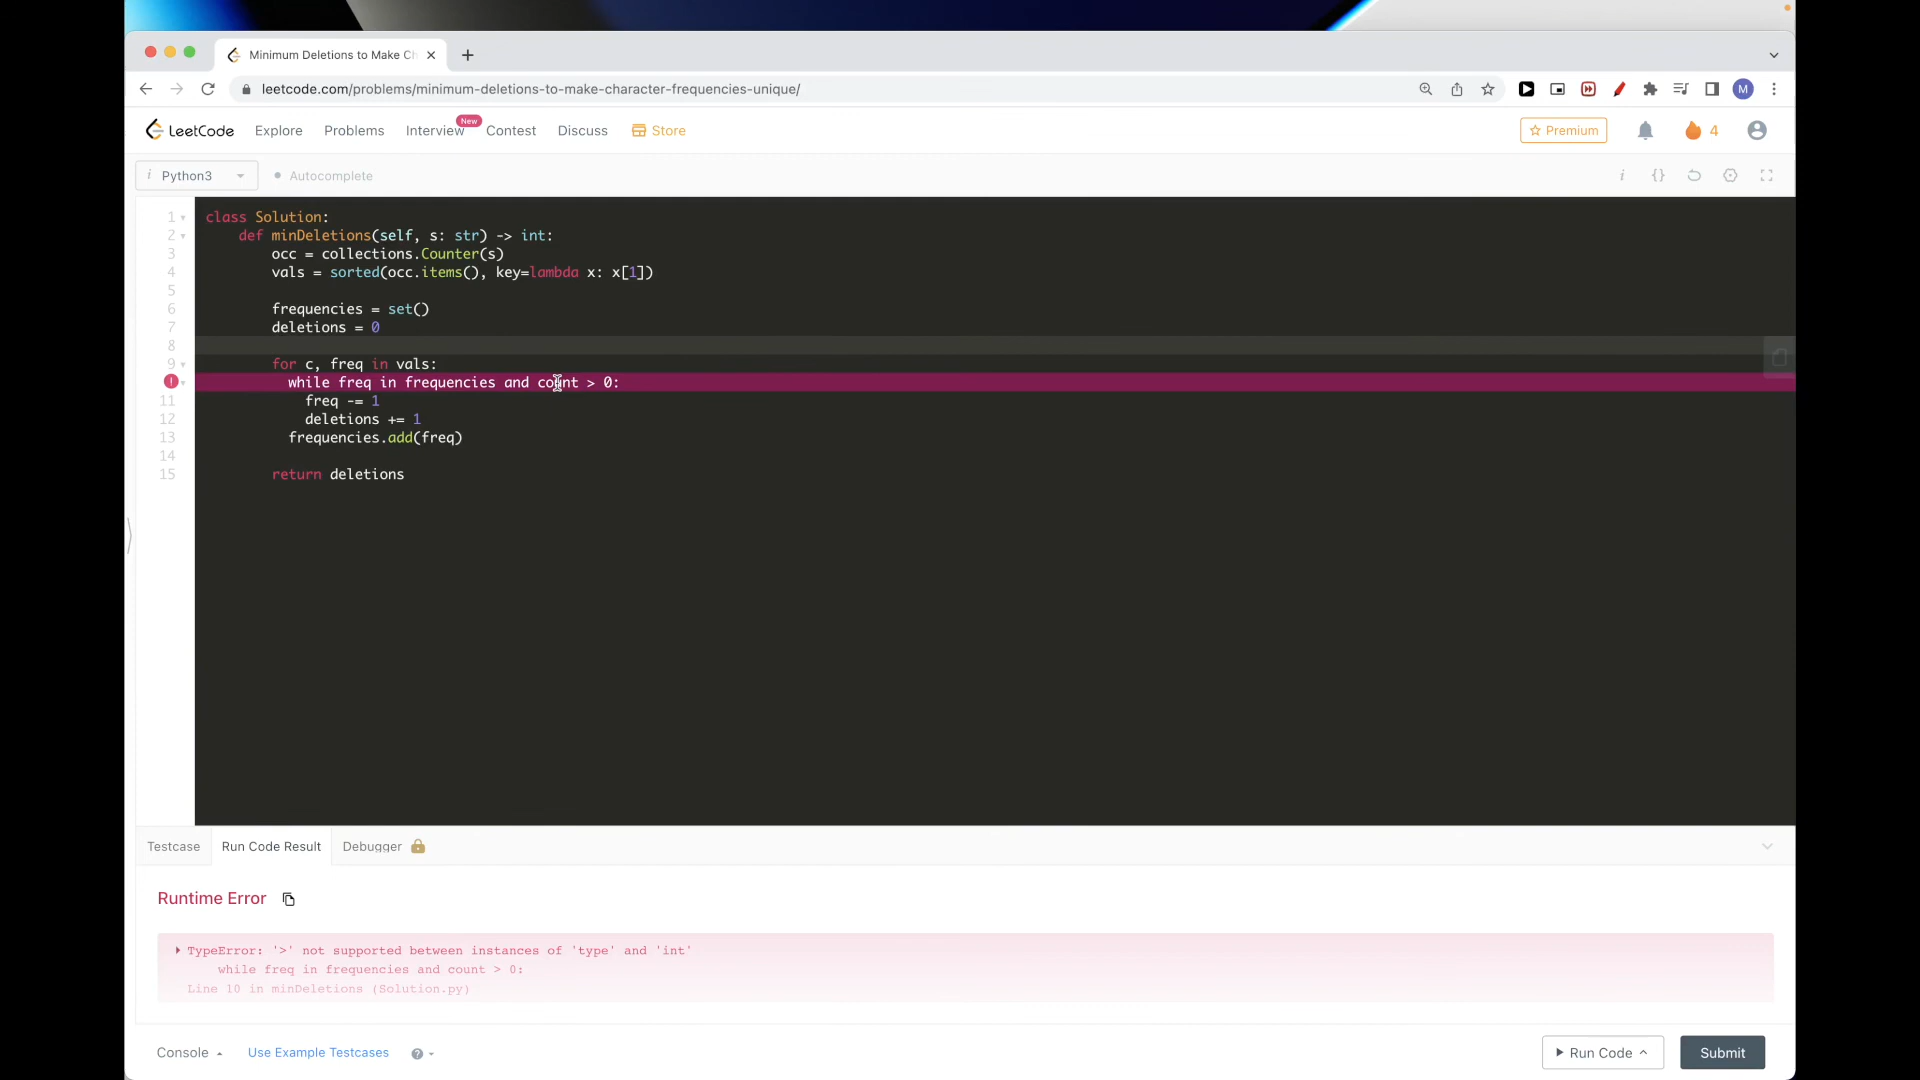 Minimum Deletions to Make Ch
leetcode.com/problems/minimum-deletions-to-make-character-frequencies-unique/
M
LeetCode Explore Problems Interview New Contest Discuss Store Premium 4
i Python3 Autocomplete i {}
1 class Solution:
2 def minDeletions(self, s: str) -> int:
3 occ = collections.Counter(s)
4 vals = sorted(occ.items(), key=lambda x: x[1])
5
6 frequencies = set()
7 deletions = 0
8
9 for c, freq in vals:
! while freq in frequencies and count > 0:
11 freq -= 1
12 deletions += 1
13 frequencies.add(freq)
14
15 return deletions
Testcase Run Code Result Debugger
Runtime Error
TypeError: '>' not supported between instances of 'type' and 'int'
while freq in frequencies and count > 0:
Line 10 in minDeletions (Solution.py)
Console Use Example Testcases ? Run Code Submit